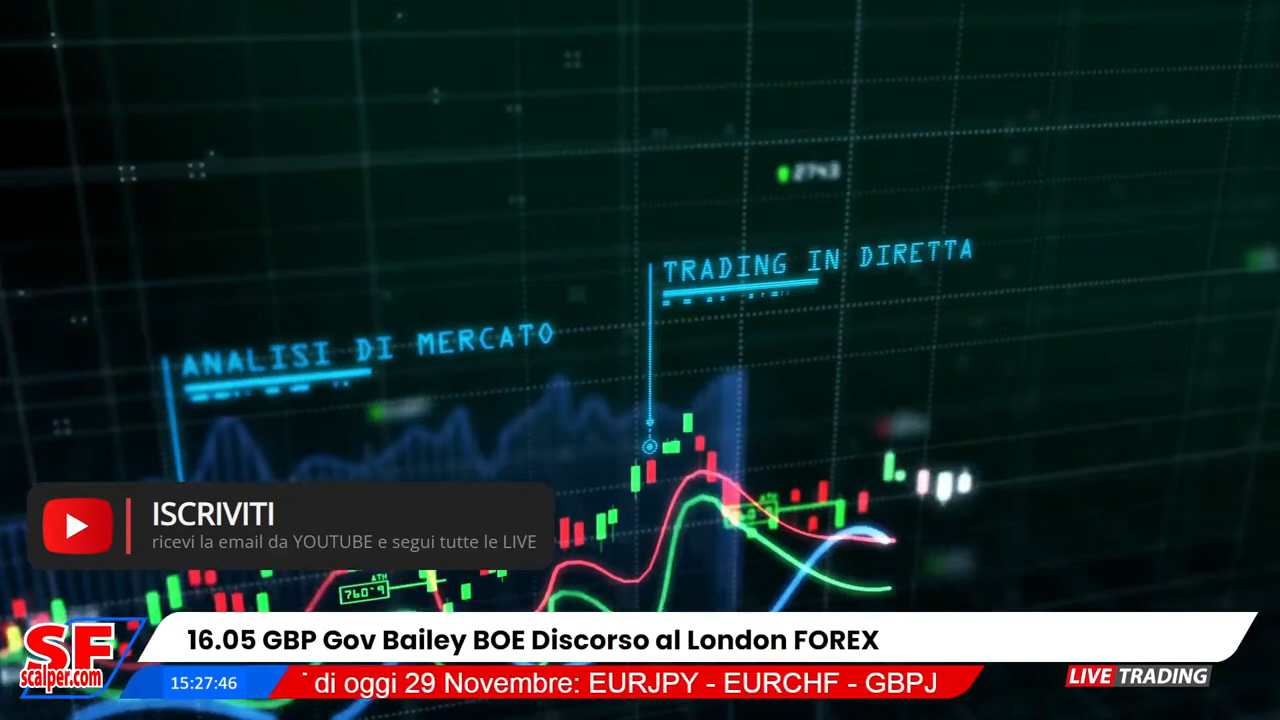 2743
TRADING IN DIRETTA
ANALISI DI MERCATO
ISCRIVITI
ricevi la email da YOUTUBE e segui tutte le LIVE
ATH
ATH
760~9
16.05 GBP Gov Bailey BOE Discorso al London FOREX
SF
scalper.com
15:27:46
di oggi 29 Novembre: EURJPY - EURCHF - GBPJ
LIVE TRADING